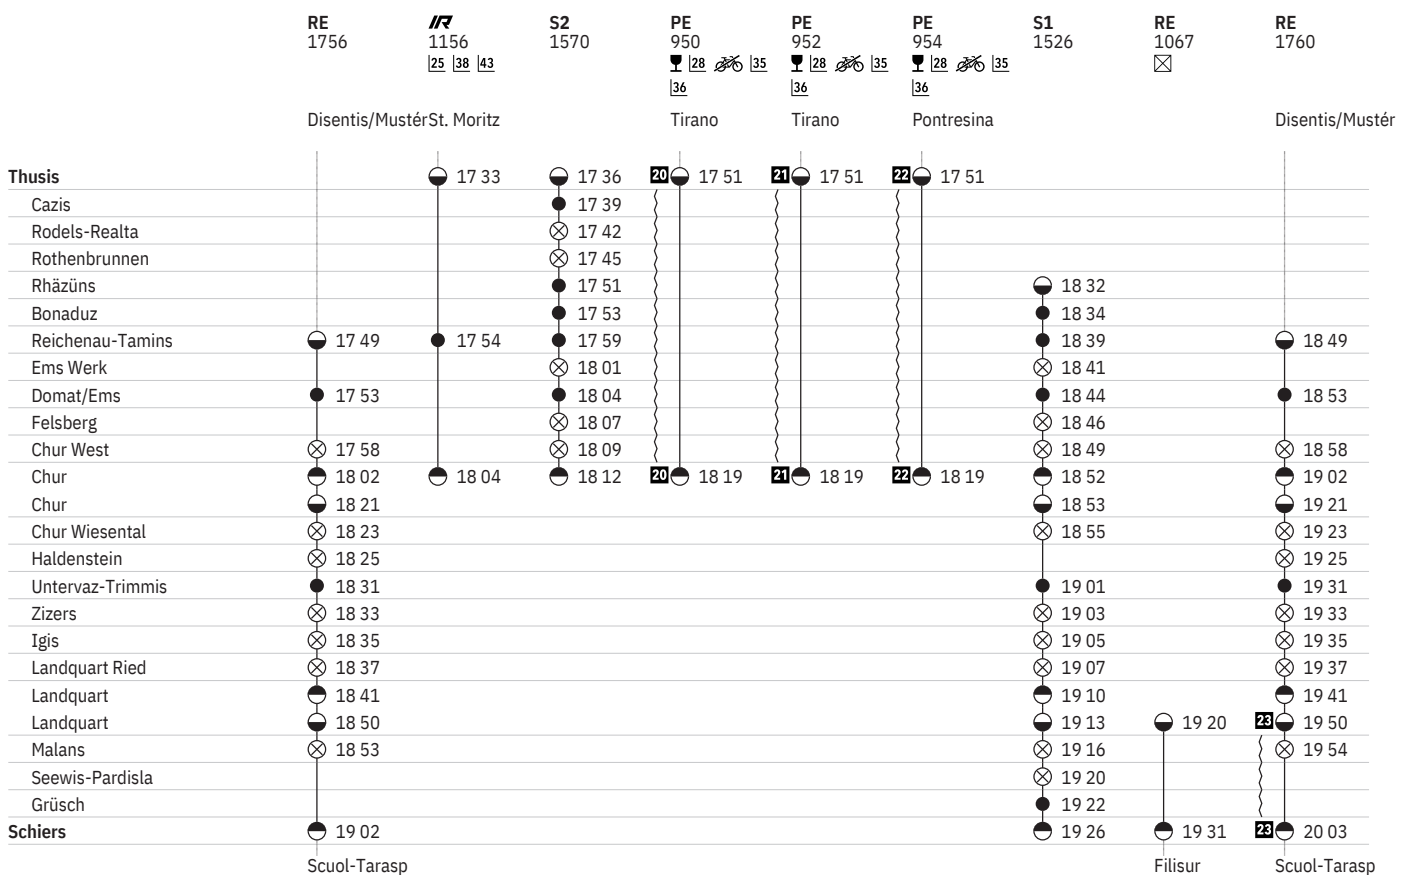 RE IR S2 PE PE PE S1 RE RE
1756 1156 1570 950 952 954 1526 1067 1760
25 38 43 28 35 28 35 28 35
36 36 36
Disentis/Mustér St. Moritz Tirano Tirano Pontresina Disentis/Mustér
Thusis 17 33 17 36 20 17 51 21 17 51 22 17 51
Cazis 17 39
Rodels-Realta 17 42
Rothenbrunnen 17 45
Rhäzüns 17 51 18 32
Bonaduz 17 53 18 34
Reichenau-Tamins 17 49 17 54 17 59 18 39 18 49
Ems Werk 18 01 18 41
Domat/Ems 17 53 18 04 18 44 18 53
Felsberg 18 07 18 46
Chur West 17 58 18 09 18 49 18 58
Chur 18 02 18 04 18 12 20 18 19 21 18 19 22 18 19 18 52 19 02
Chur 18 21 18 53 19 21
Chur Wiesental 18 23 18 55 19 23
Haldenstein 18 25 19 25
Untervaz-Trimmis 18 31 19 01 19 31
Zizers 18 33 19 03 19 33
Igis 18 35 19 05 19 35
Landquart Ried 18 37 19 07 19 37
Landquart 18 41 19 10 19 41
Landquart 18 50 19 13 19 20 23 19 50
Malans 18 53 19 16 19 54
Seewis-Pardisla 19 20
Grüsch 19 22
Schiers 19 02 19 26 19 31 23 20 03
Scuol-Tarasp Filisur Scuol-Tarasp